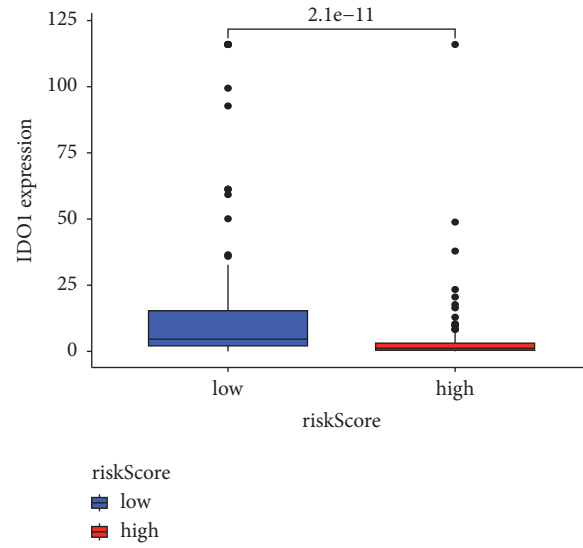 2.1e−11
125
100
75
50
25
0
IDO1 expression
low
high
riskScore
riskScore
low
high